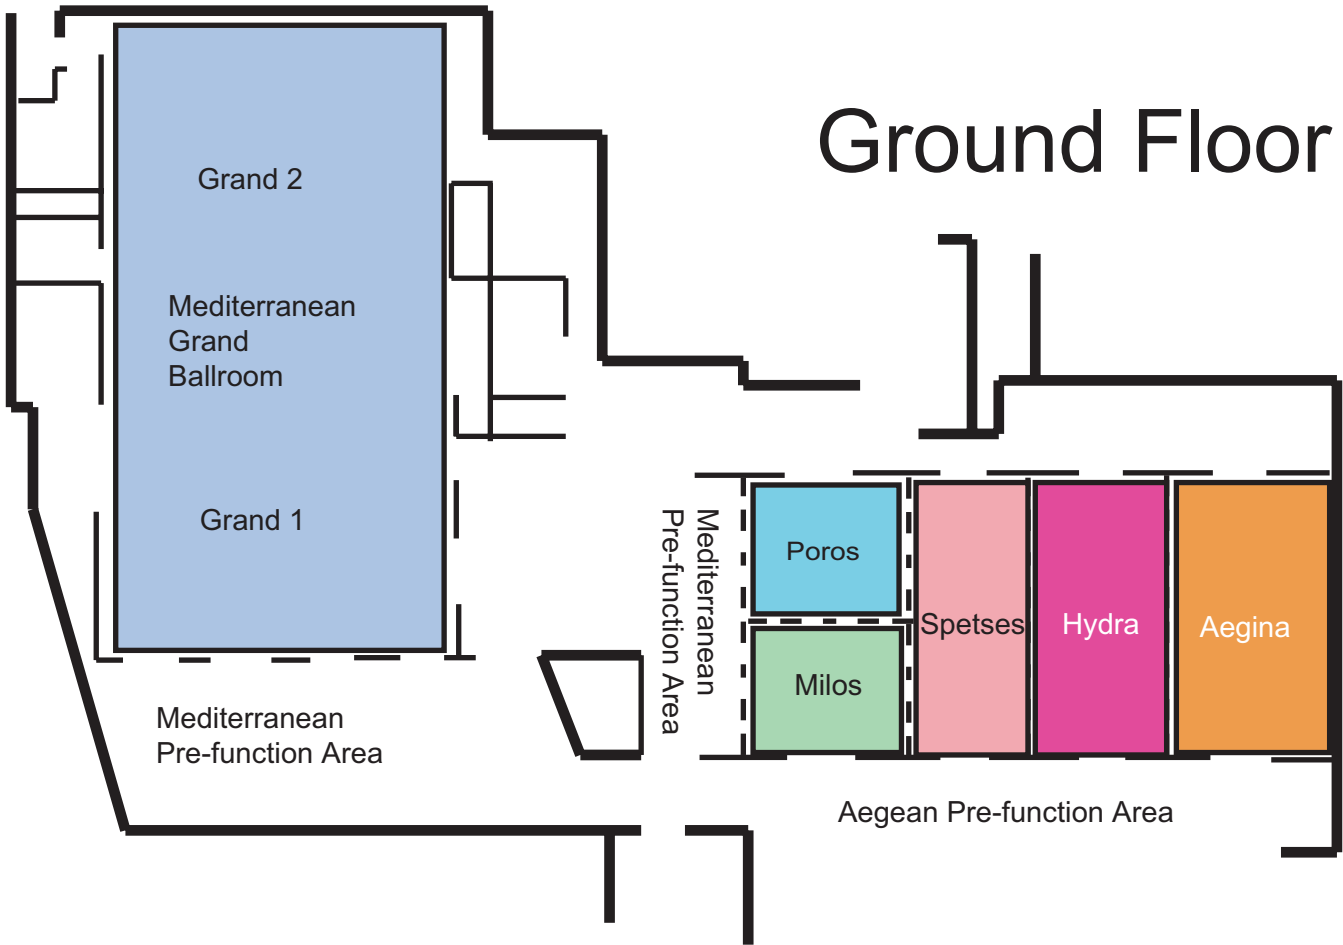 Ground Floor
Grand 2
Mediterranean
Grand
Ballroom
Grand 1
Mediterranean
Pre-function Area
Mediterranean
Pre-function Area
Poros
Milos
Spetses
Hydra
Aegina
Aegean Pre-function Area